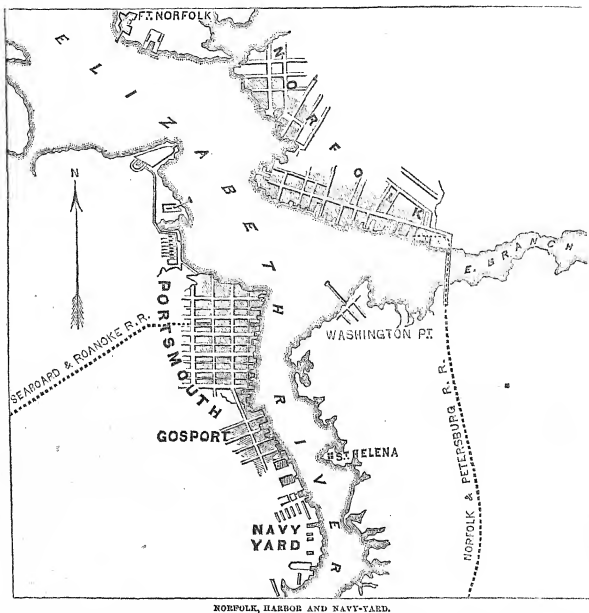 FT. NORFOLK
ELIZABETH RIVER
NORFOLK
N
E. BRANCH
PORTSMOUTH
WASHINGTON PT.
SEABOARD & ROANOKE R.R.
GOSPORT
ST. HELENA
NORFOLK & PETERSBURG R. R.
NAVY
YARD
NORFOLK, HARBOR AND NAVY-YARD.